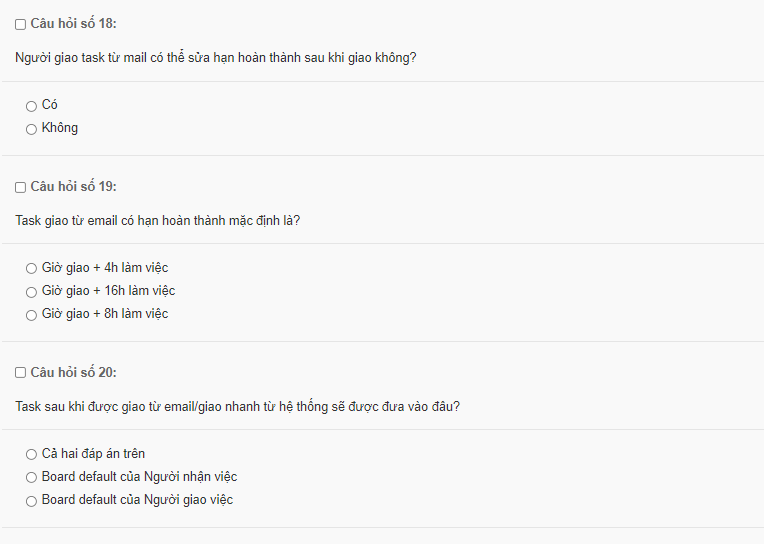 Câu hỏi số 18:
Người giao task từ mail có thể sửa hạn hoàn thành sau khi giao không?
Có
Không
Câu hỏi số 19:
Task giao từ email có hạn hoàn thành mặc định là?
Giờ giao + 4h làm việc
Giờ giao + 16h làm việc
Giờ giao + 8h làm việc
Câu hỏi số 20:
Task sau khi được giao từ email/giao nhanh từ hệ thống sẽ được đưa vào đâu?
Cả hai đáp án trên
Board default của Người nhận việc
Board default của Người giao việc